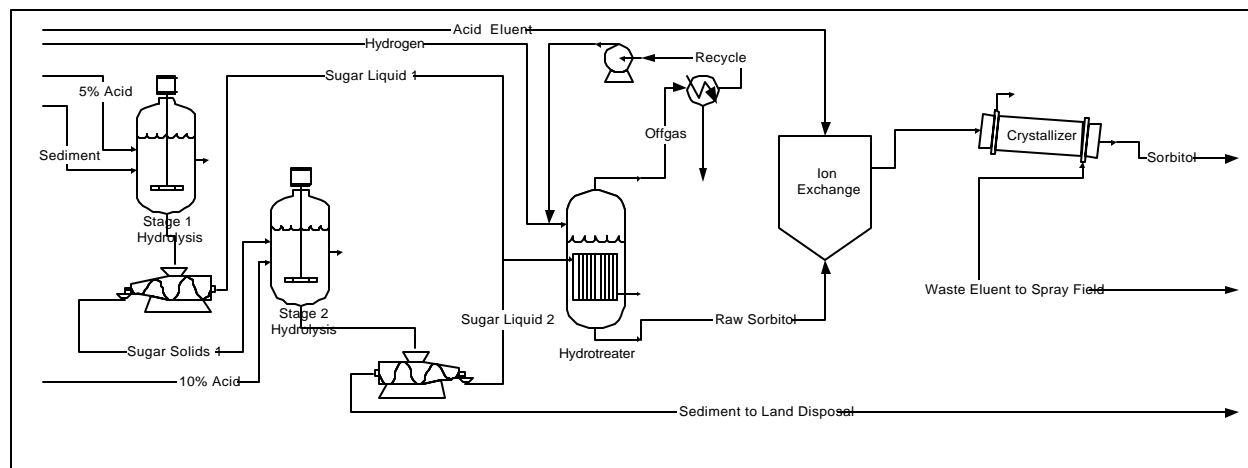 Acid Eluent
Hydrogen
Recycle
Sugar Liquid 1
5% Acid
Offgas
Crystallizer
Sediment
Sorbitol
Ion
Exchange
Stage 1
Hydrolysis
Waste Eluent to Spray Field
Stage 2
Hydrolysis
Sugar Liquid 2
Raw Sorbitol
Sugar Solids 1
Hydrotreater
10% Acid
Sediment to Land Disposal